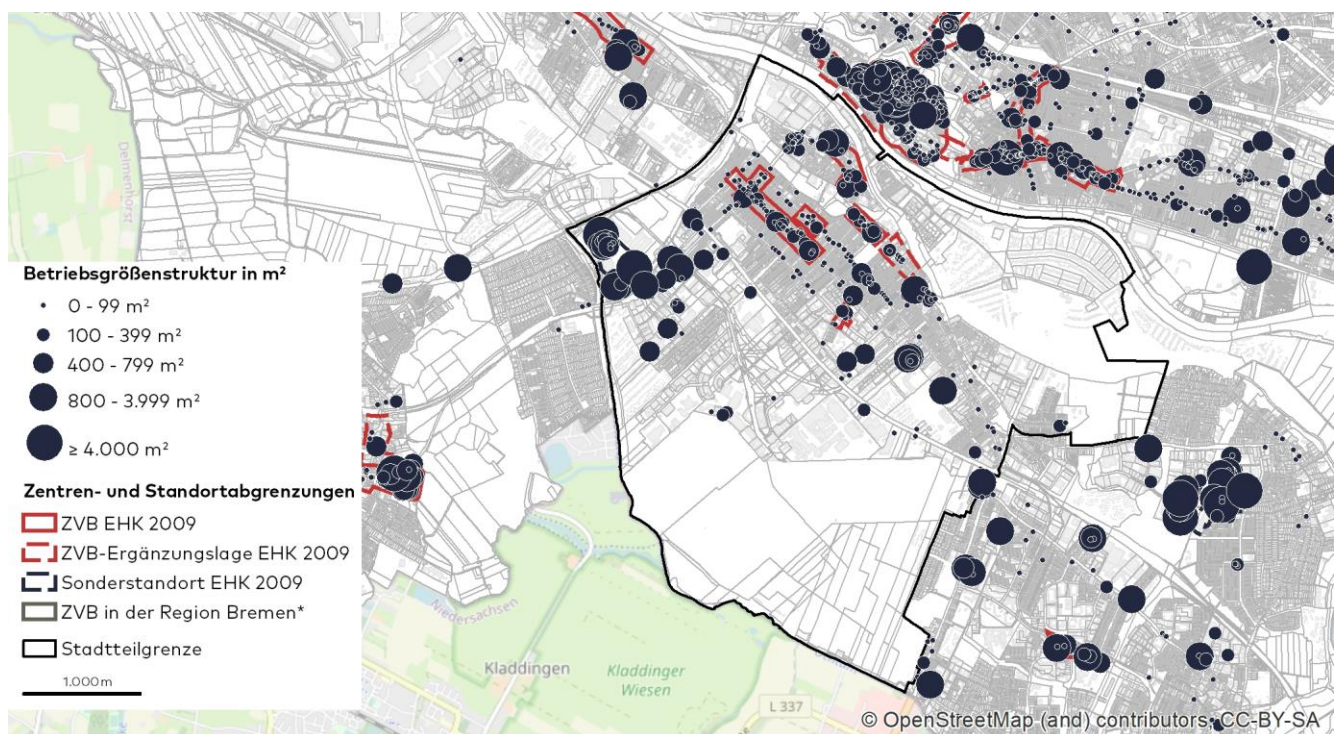 Delmenhorst
Betriebsgrößenstruktur in m²
0 - 99 m²
100 - 399 m²
400 - 799 m²
800 - 3.999 m²
≥ 4.000 m²
Zentren- und Standortabgrenzungen
ZVB EHK 2009
ZVB-Ergänzungslage EHK 2009
Sonderstandort EHK 2009
ZVB in der Region Bremen*
Stadtteilgrenze
1.000m
Niedersachsen
Kladdingen
Kladdinger
Wiesen
L 337
© OpenStreetMap (and) contributors, CC-BY-SA